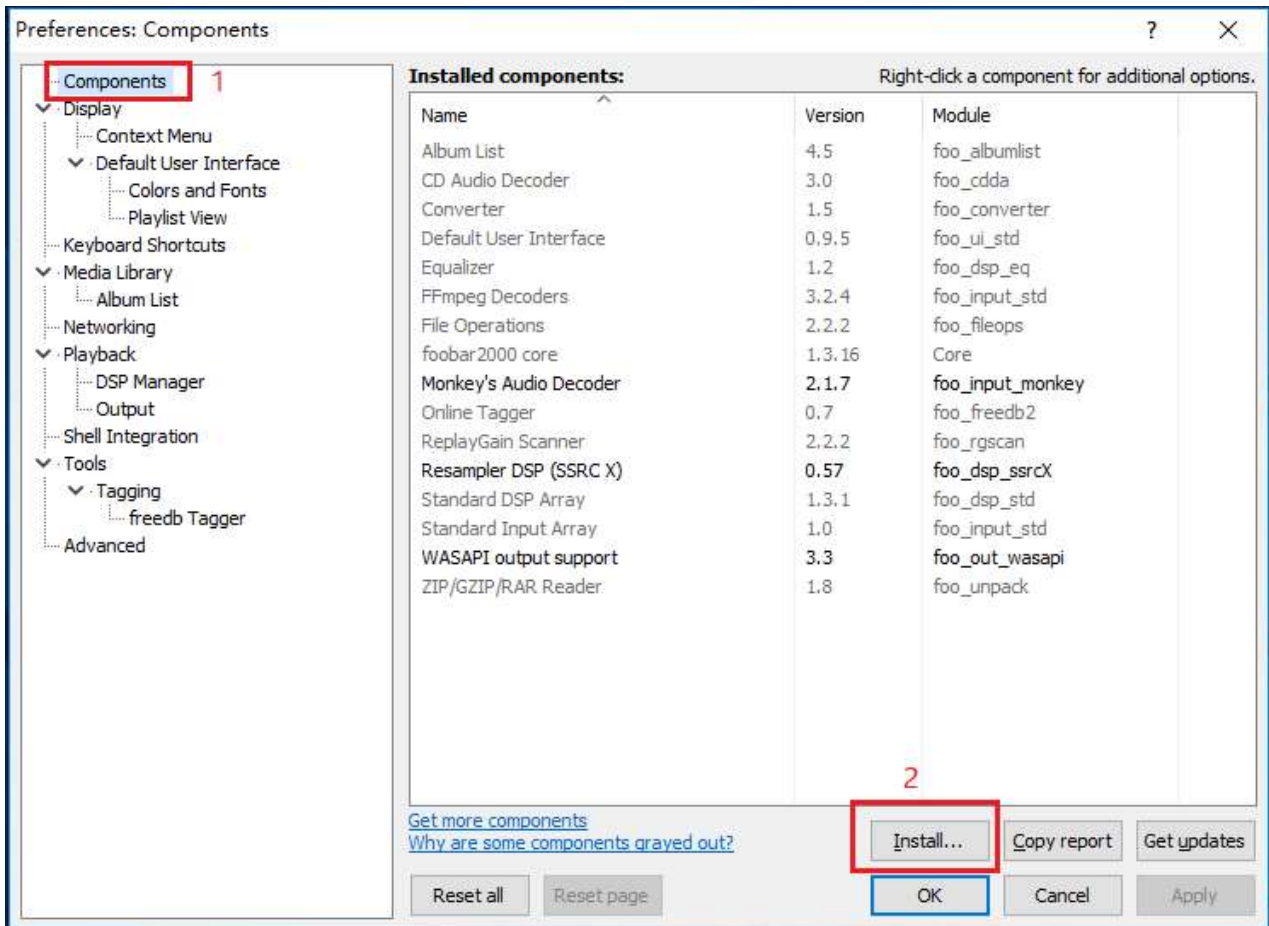 Preferences: Components ?
Components 1
Display
Context Menu
Default User Interface
Colors and Fonts
Playlist View
Keyboard Shortcuts
Media Library
Album List
Networking
Playback
DSP Manager
Output
Shell Integration
Tools
Tagging
freedb Tagger
Advanced
Installed components: Right-click a component for additional options.
Name Version Module
Album List 4.5 foo_albumlist
CD Audio Decoder 3.0 foo_cdda
Converter 1.5 foo_converter
Default User Interface 0.9.5 foo_ui_std
Equalizer 1.2 foo_dsp_eq
FFmpeg Decoders 3.2.4 foo_input_std
File Operations 2.2.2 foo_fileops
foobar2000 core 1.3.16 Core
Monkey's Audio Decoder 2.1.7 foo_input_monkey
Online Tagger 0.7 foo_freedb2
ReplayGain Scanner 2.2.2 foo_rgscan
Resampler DSP (SSRC X) 0.57 foo_dsp_ssrcX
Standard DSP Array 1.3.1 foo_dsp_std
Standard Input Array 1.0 foo_input_std
WASAPI output support 3.3 foo_out_wasapi
ZIP/GZIP/RAR Reader 1.8 foo_unpack
2
Get more components
Why are some components grayed out?
Install... Copy report Get updates
Reset all Reset page OK Cancel Apply